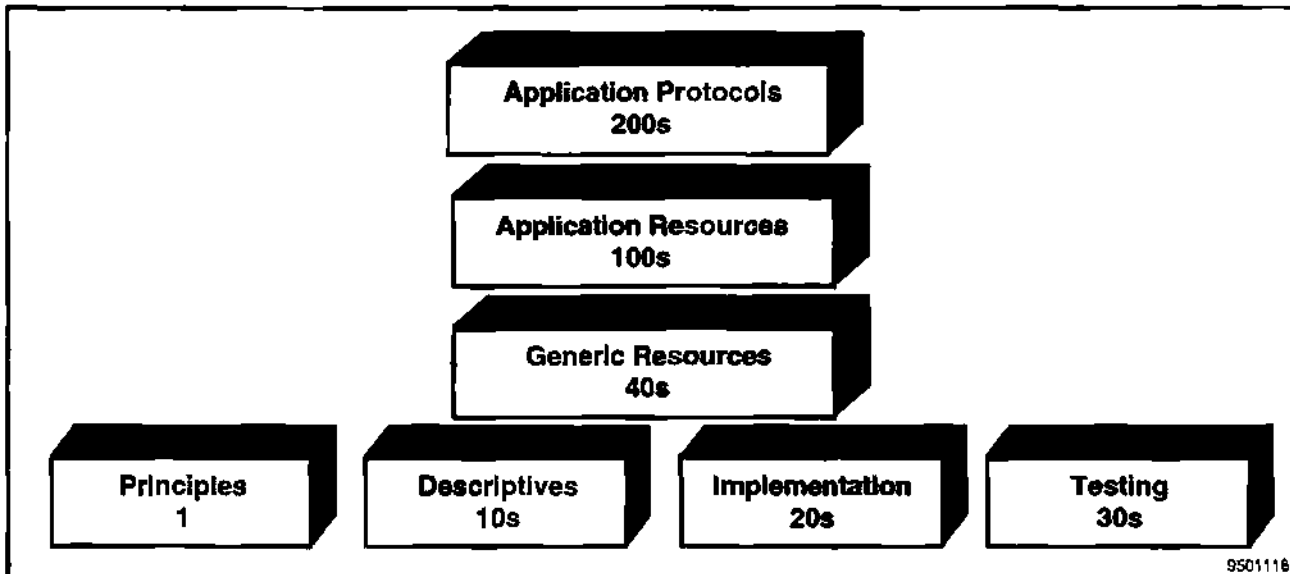 Application Protocols
200s
Application Resources
100s
Generic Resources
40s
Principles
1
Descriptives
10s
Implementation
20s
Testing
30s
9501116